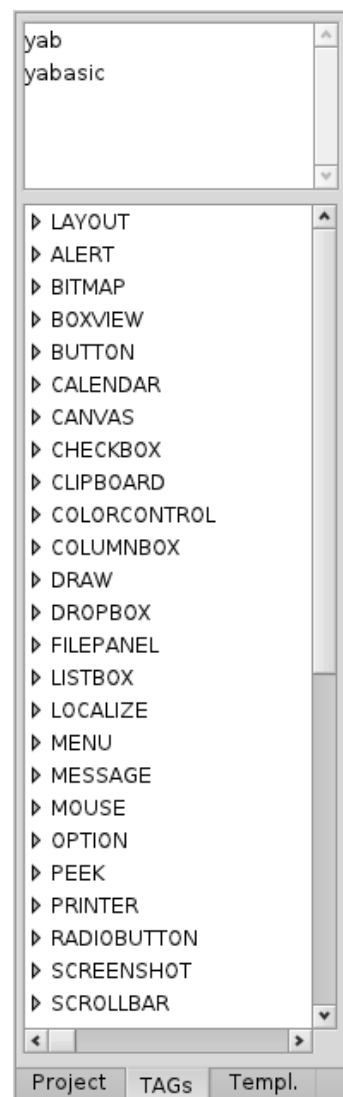 yab
yabasic
LAYOUT
ALERT
BITMAP
BOXVIEW
BUTTON
CALENDAR
CANVAS
CHECKBOX
CLIPBOARD
COLORCONTROL
COLUMNBOX
DRAW
DROPBOX
FILEPANEL
LISTBOX
LOCALIZE
MENU
MESSAGE
MOUSE
OPTION
PEEK
PRINTER
RADIOBUTTON
SCREENSHOT
SCROLLBAR
Project TAGs Templ.